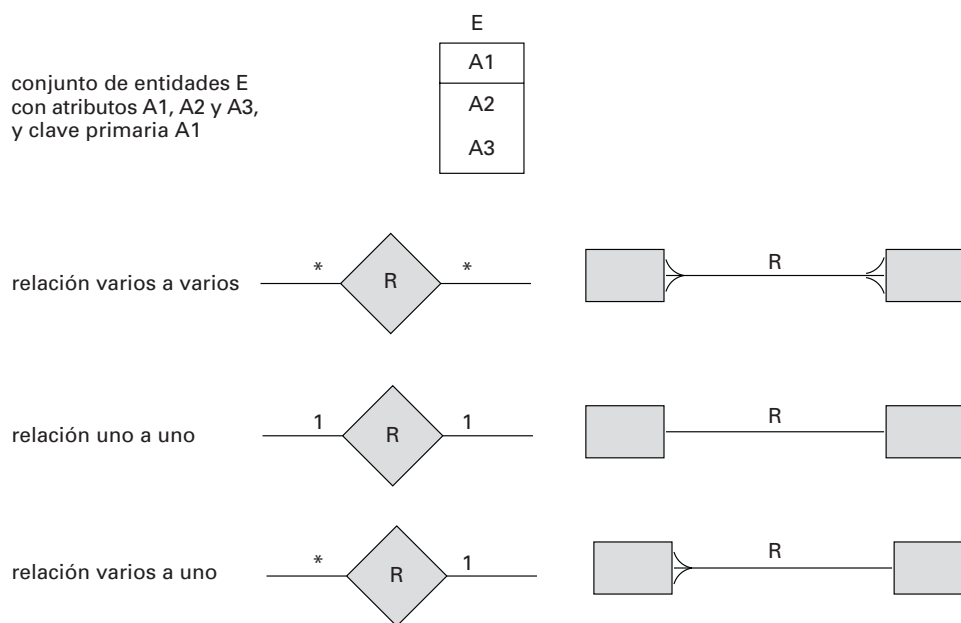 E
A1
conjunto de entidades E
con atributos A1, A2 y A3,
y clave primaria A1
A2
A3
relación varios a varios
*
R
*
R
relación uno a uno
1
R
1
R
relación varios a uno
*
R
1
R